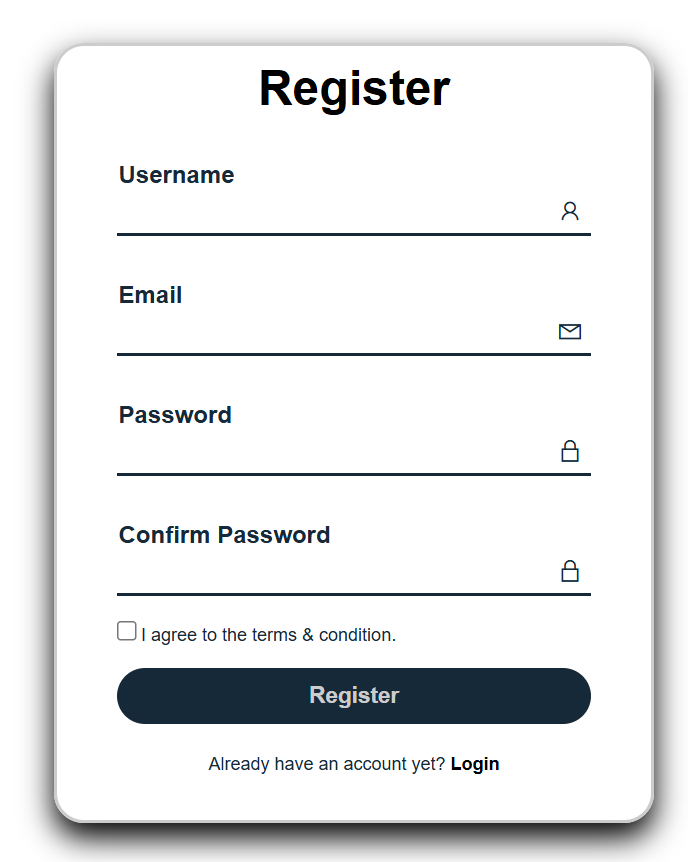 Register
Username
Email
Password
Confirm Password
I agree to the terms & condition.
Register
Already have an account yet? Login